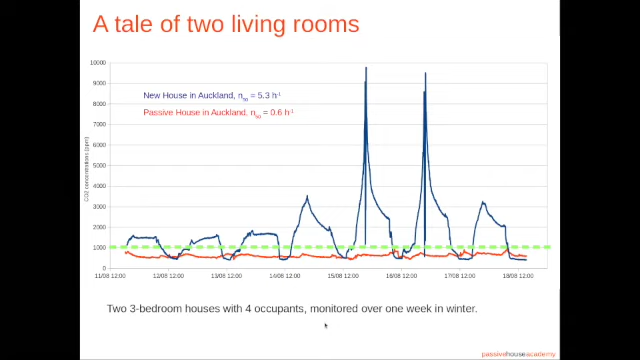 A tale of two living rooms
10000
9000
8000
7000
6000
5000
4000
3000
2000
1000
0
CO2 concentrations (ppm)
New House in Auckland, n50 = 5.3 h-1
Passive House in Auckland, n50 = 0.6 h-1
11/08 12:00 12/08 12:00 13/08 12:00 14/08 12:00 15/08 12:00 16/08 12:00 17/08 12:00 18/08 12:00
Two 3-bedroom houses with 4 occupants, monitored over one week in winter.
passivehouseacademy